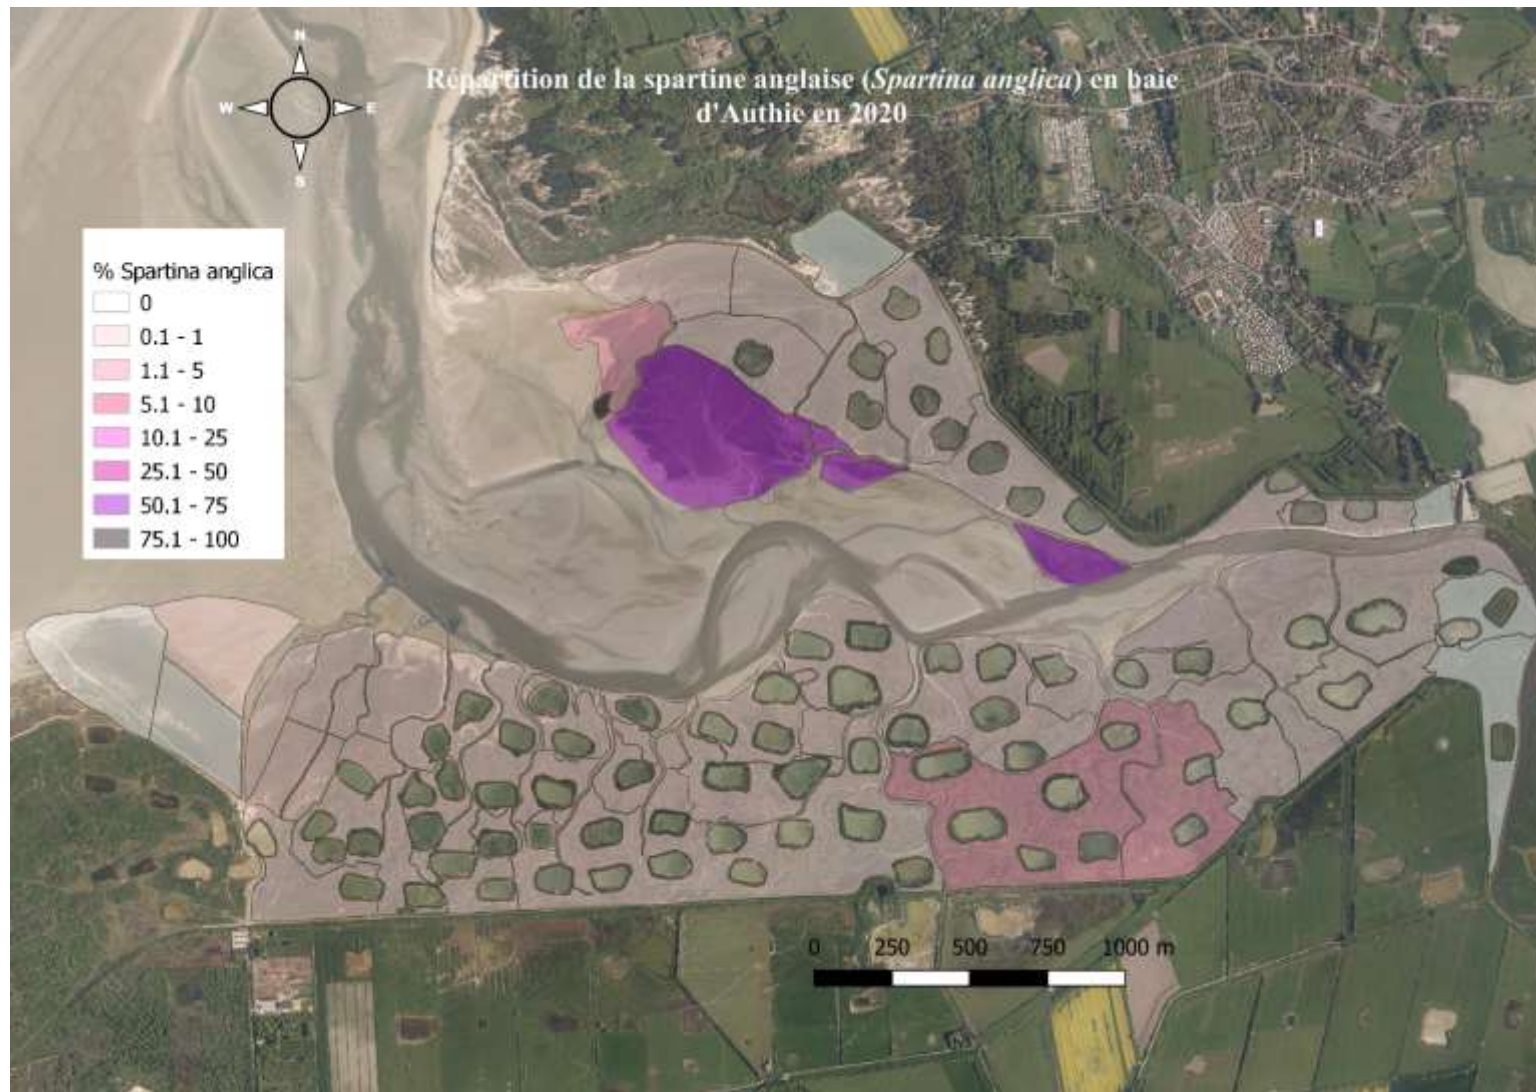 N
W E
S
Répartition de la spartine anglaise (Spartina anglica) en baie
d'Authie en 2020
% Spartina anglica
0
0.1 - 1
1.1 - 5
5.1 - 10
10.1 - 25
25.1 - 50
50.1 - 75
75.1 - 100
0 250 500 750 1000 m